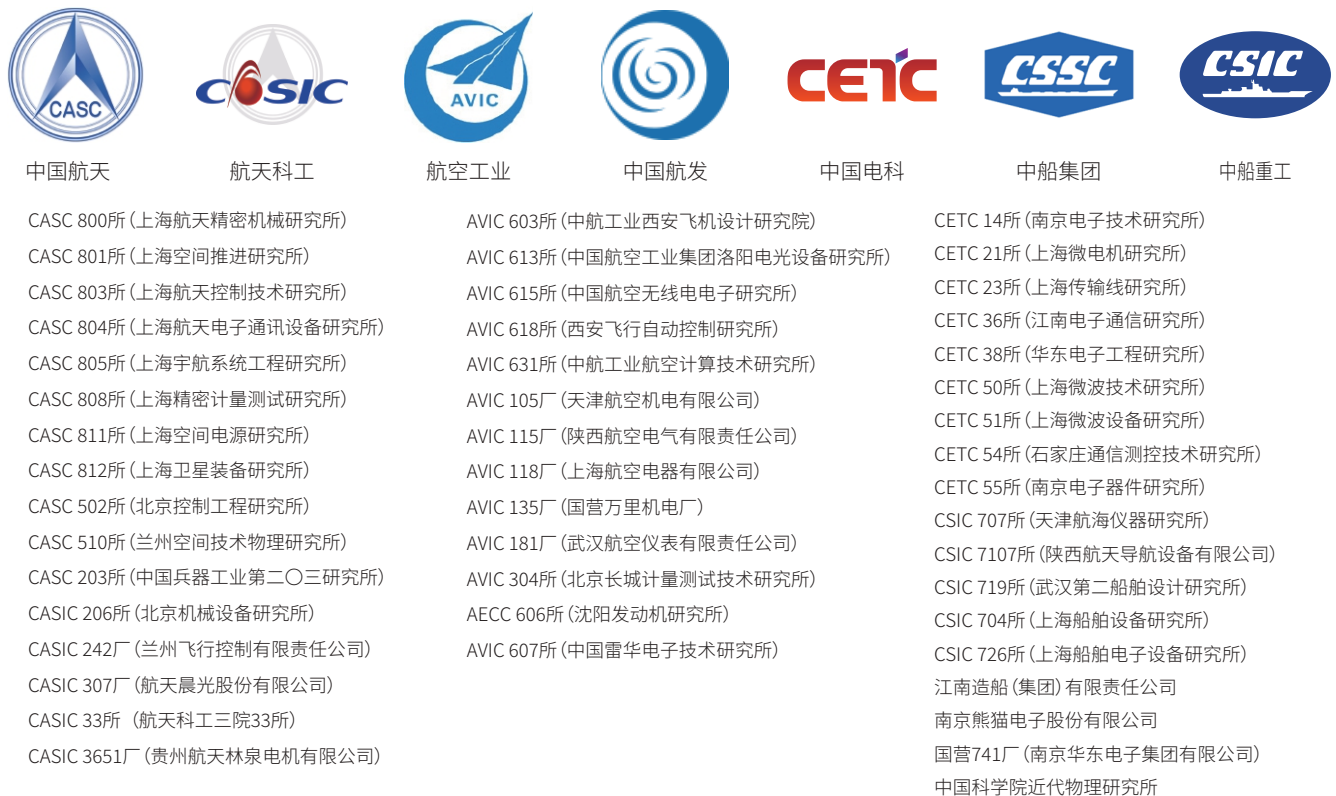 CASC
CASIC
AVIC
CETC
CSSC
CSIC
中国航天
航天科工
航空工业
中国航发
中国电科
中船集团
中船重工
CASC 800所(上海航天精密机械研究所)
CASC 801所(上海空间推进研究所)
CASC 803所(上海航天控制技术研究所)
CASC 804所(上海航天电子通讯设备研究所)
CASC 805所(上海宇航系统工程研究所)
CASC 808所(上海精密计量测试研究所)
CASC 811所(上海空间电源研究所)
CASC 812所(上海卫星装备研究所)
CASC 502所(北京控制工程研究所)
CASC 510所(兰州空间技术物理研究所)
CASC 203所(中国兵器工业第二〇三研究所)
CASIC 206所(北京机械设备研究所)
CASIC 242厂(兰州飞行控制有限责任公司)
CASIC 307厂(航天晨光股份有限公司)
CASIC 33所 (航天科工三院33所)
CASIC 3651厂(贵州航天林泉电机有限公司)
AVIC 603所(中航工业西安飞机设计研究院)
AVIC 613所(中国航空工业集团洛阳电光设备研究所)
AVIC 615所(中国航空无线电电子研究所)
AVIC 618所(西安飞行自动控制研究所)
AVIC 631所(中航工业航空计算技术研究所)
AVIC 105厂(天津航空机电有限公司)
AVIC 115厂(陕西航空电气有限责任公司)
AVIC 118厂(上海航空电器有限公司)
AVIC 135厂(国营万里机电厂)
AVIC 181厂(武汉航空仪表有限责任公司)
AVIC 304所(北京长城计量测试技术研究所)
AECC 606所(沈阳发动机研究所)
AVIC 607所(中国雷华电子技术研究所)
CETC 14所(南京电子技术研究所)
CETC 21所(上海微电机研究所)
CETC 23所(上海传输线研究所)
CETC 36所(江南电子通信研究所)
CETC 38所(华东电子工程研究所)
CETC 50所(上海微波技术研究所)
CETC 51所(上海微波设备研究所)
CETC 54所(石家庄通信测控技术研究所)
CETC 55所(南京电子器件研究所)
CSIC 707所(天津航海仪器研究所)
CSIC 7107所(陕西航天导航设备有限公司)
CSIC 719所(武汉第二船舶设计研究所)
CSIC 704所(上海船舶设备研究所)
CSIC 726所(上海船舶电子设备研究所)
江南造船(集团)有限责任公司
南京熊猫电子股份有限公司
国营741厂(南京华东电子集团有限公司)
中国科学院近代物理研究所